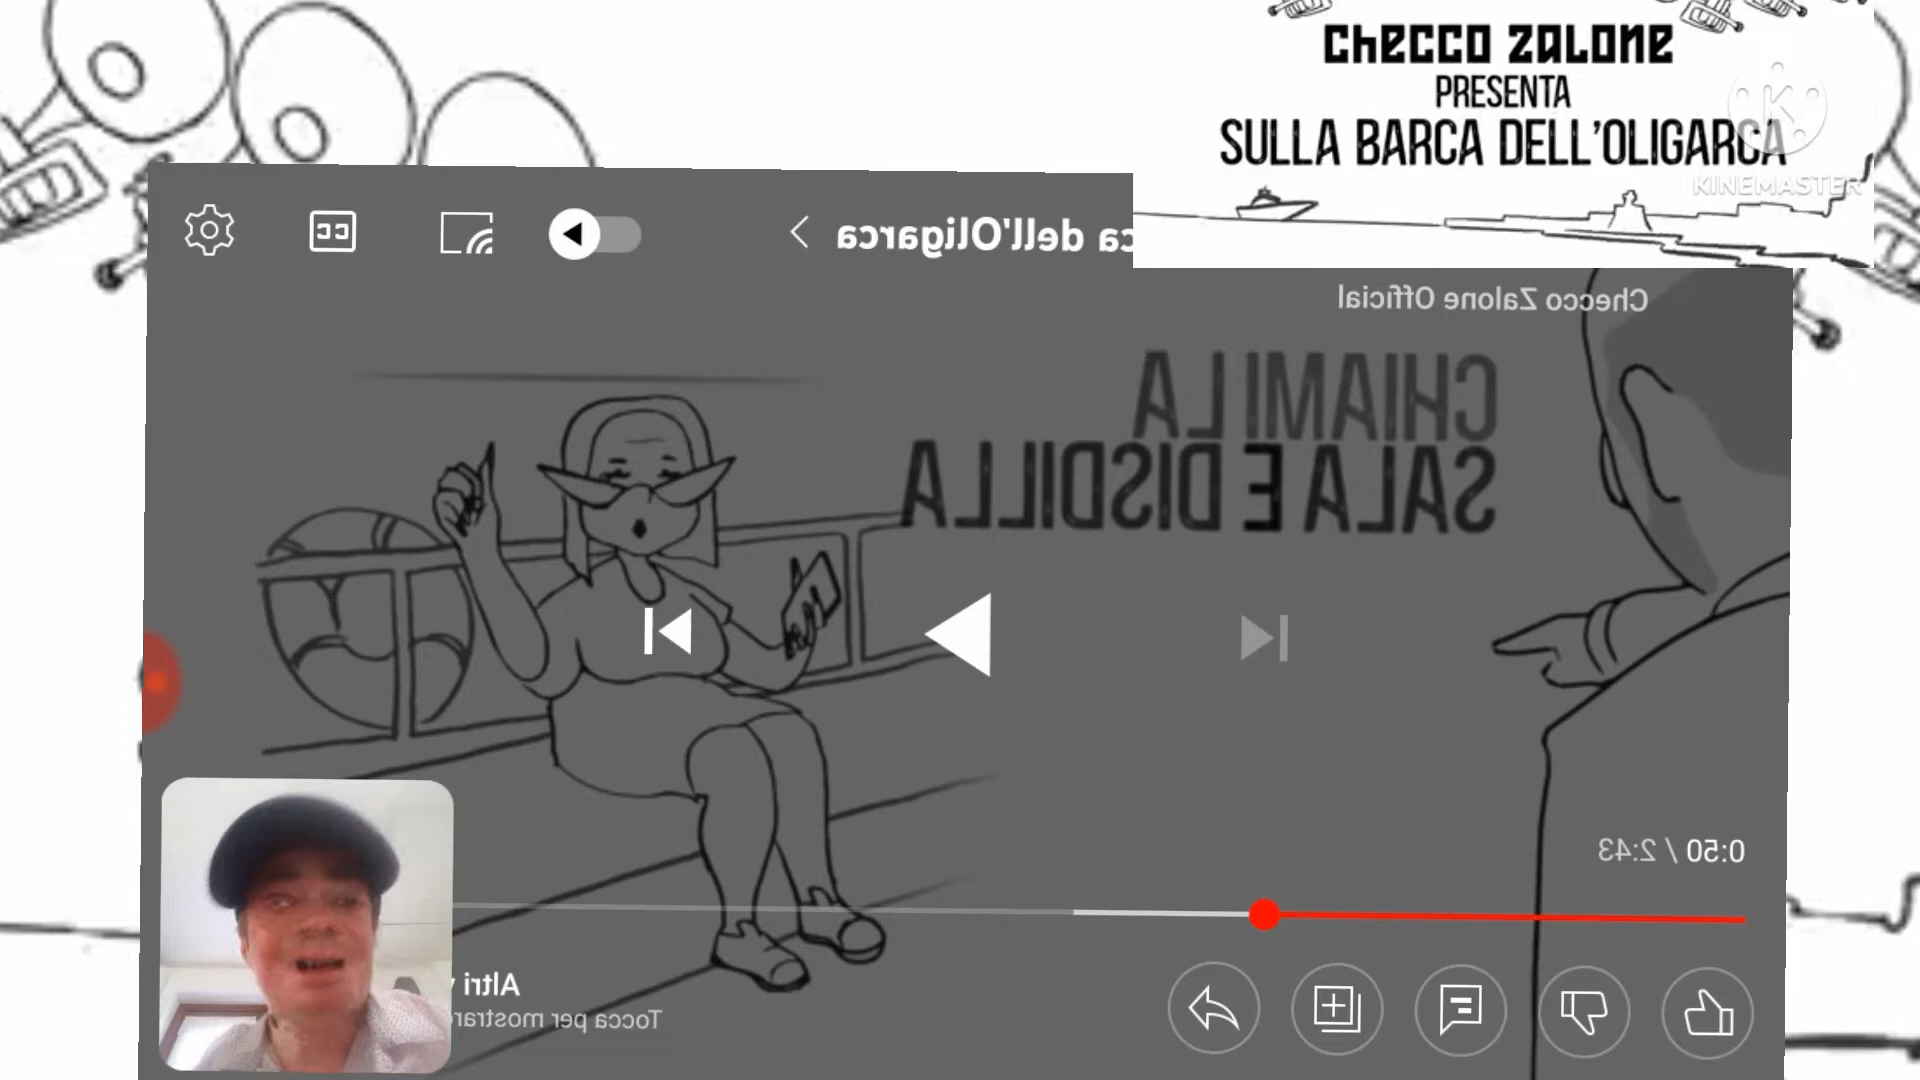 CHECCO ZALONE
PRESENTA
SULLA BARCA DELL'OLIGARCA
KINEMASTER
ca dell'Oligarca
Checco Zalone Official
CHIAMI LA
SALA E DISDILLA
0:50 / 2:43
Altri
Tocca per mostrare